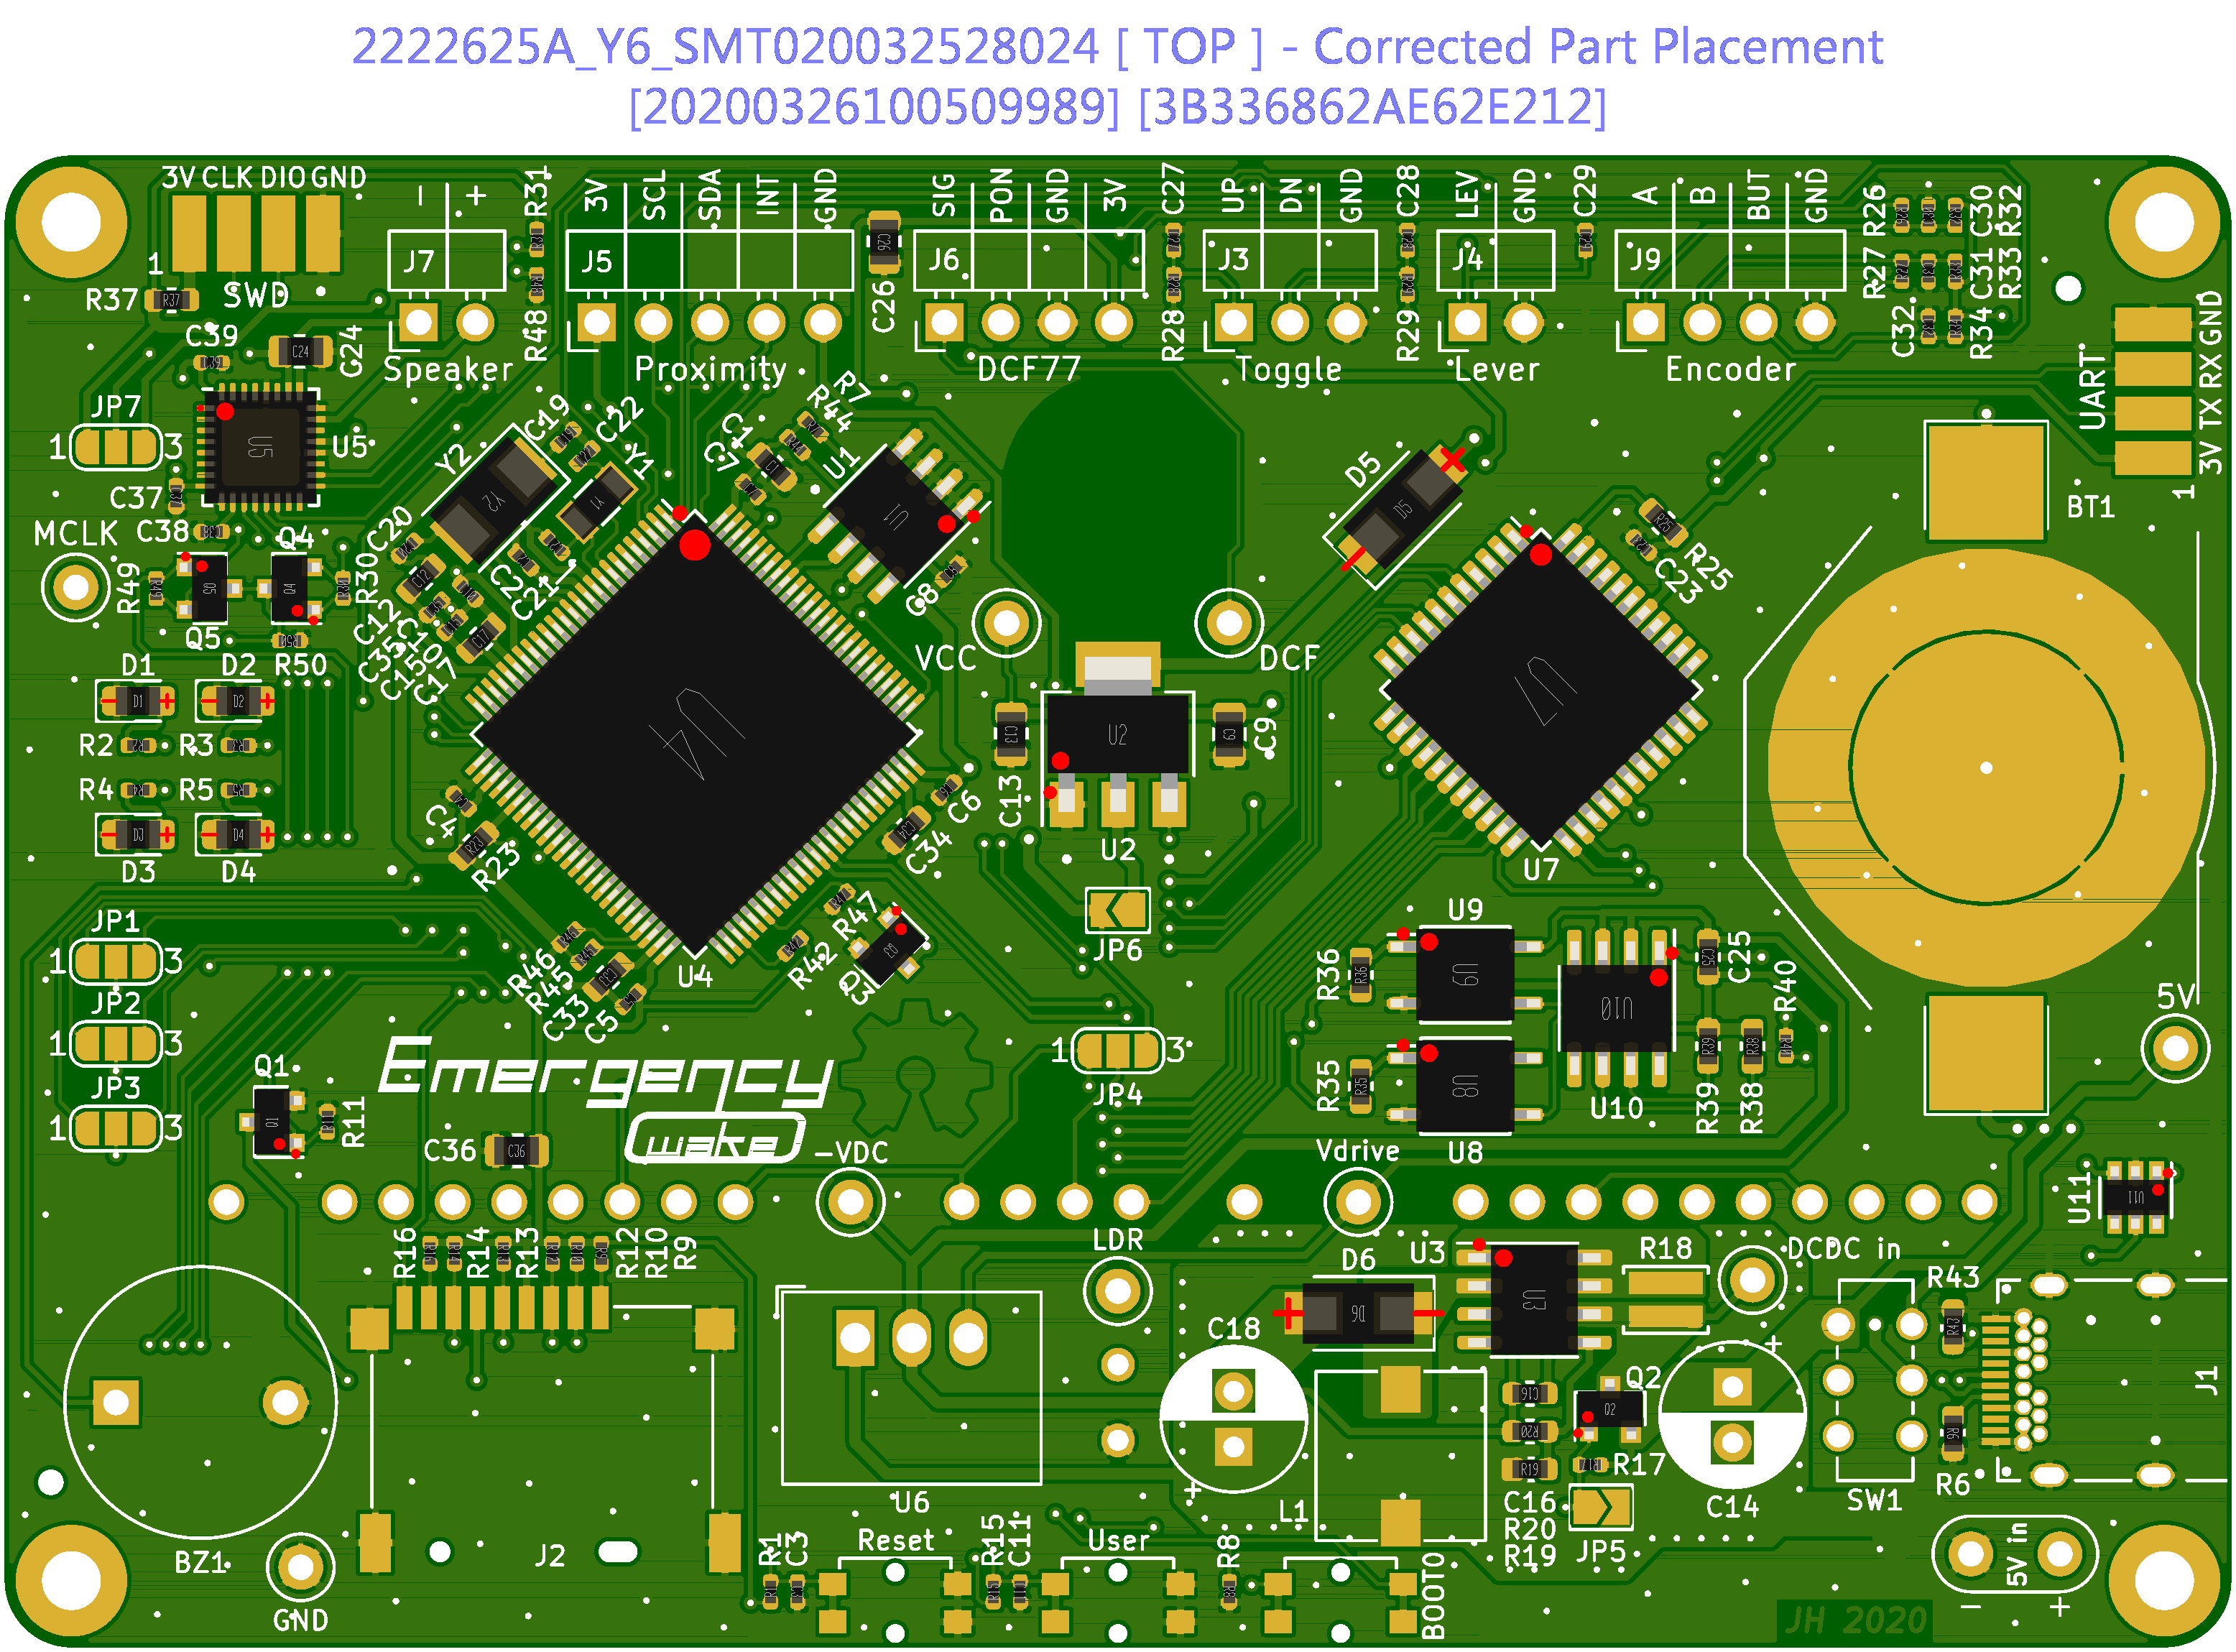 2222625A_Y6_SMT020032528024 [ TOP ] - Corrected Part Placement
[20200326100509989] [3B336862AE62E212]
3V CLK DIO GND
1
SWD
R37
- +
J7
Speaker
R31
R48
3V SCL SDA INT GND
J5
Proximity
C26
SIG PON GND 3V
J6
DCF77
C27
R28
UP DN GND
J3
Toggle
C28
R29
LEV GND
J4
Lever
C29
A B BUT GND
J9
Encoder
R26 C30 R32
R27 C31 R33
C32 R34
3V TX RX GND
UART
1
C39
C24
JP7
1 3
U5
C37
C38
MCLK
Q4
R49
R30
Q5
R50
Y2
C19
C22
Y1
C20
C2
C21
C12
C35
C10
C15
C17
C1
C7
R44
R7
U1
C8
D5
R25
C23
BT1
VCC
DCF
D1 D2
R2 R3
R4 R5
D3 D4
C13
U2
C9
U7
C4
R23
C6
C34
U4
R47
R42
Q3
R46
R45
C33
C5
JP6
JP1
1 3
JP2
1 3
JP3
1 3
JP4
1 3
U9
R36
R35
U8
U10
C25
R40
R39
R38
5V
Q1
R11
Emergency
wake
C36
-VDC
Vdrive
U11
R16 R14 R13 R12 R10 R9
LDR
D6
U3
R18
DCDC in
R43
C18
+
Q2
+
J1
R17
C16
R20
R19
JP5
L1
C14
SW1
R6
BZ1
GND
J2
U6
R1
C3
Reset
R15
C11
User
R8
BOOT0
5V in
- +
JH 2020